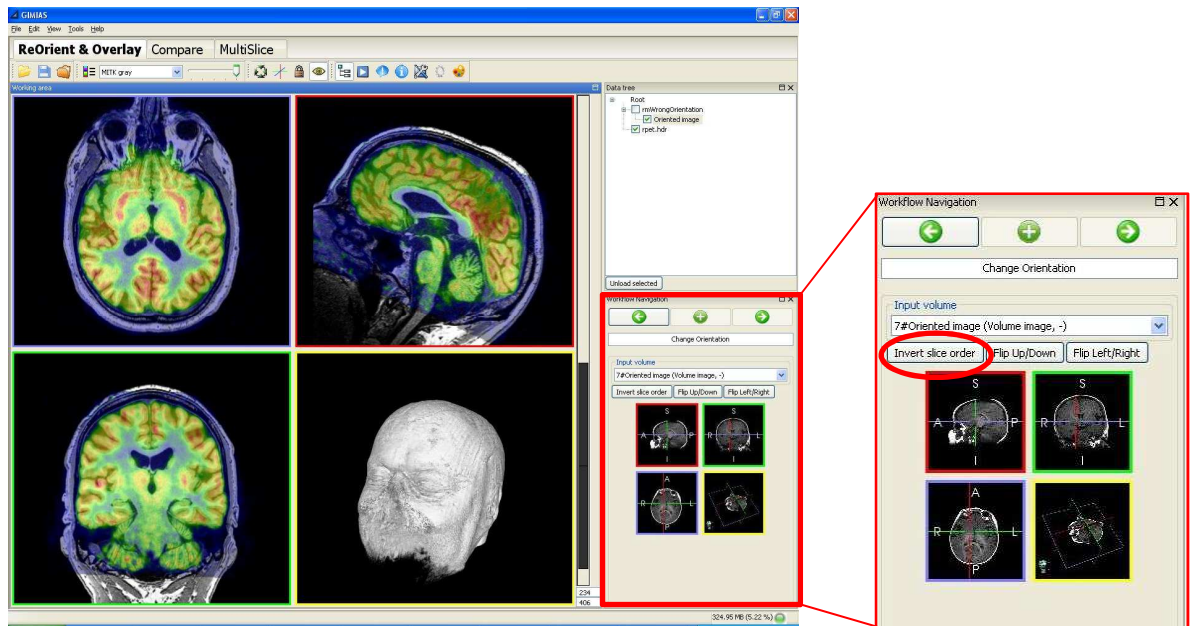 GIMIAS
File Edit View Tools Help
ReOrient & Overlay Compare MultiSlice
MITK gray
Working area
Data tree
Root
rmWrongOrientation
Oriented image
rpet.hdr
Unload selected
Workflow Navigation
Change Orientation
Input volume
7#Oriented image (Volume image, -)
Invert slice order Flip Up/Down Flip Left/Right
S S
A P R L
I I
A
R L
P
234
406
324.95 MB (5.22 %)
Workflow Navigation
Change Orientation
Input volume
7#Oriented image (Volume image, -)
Invert slice order Flip Up/Down Flip Left/Right
S S
A P R L
I I
A
R L
P